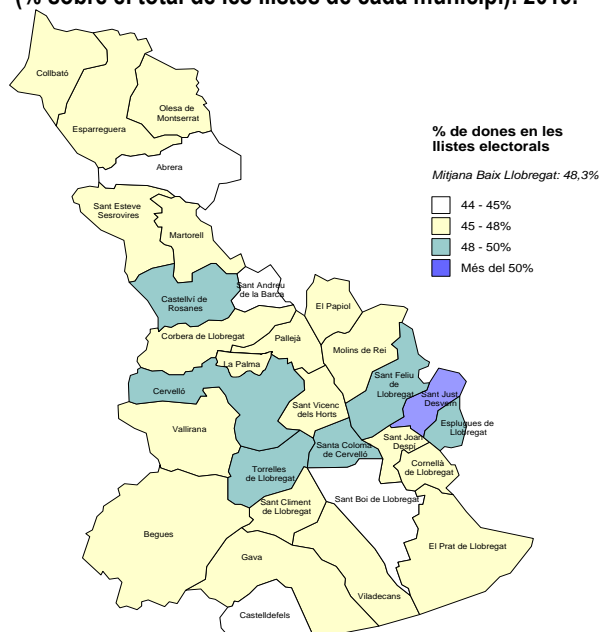 (% sobre el total de les llistes de cada municipi). 2019.
Collbató
Olesa de
Montserrat
Esparreguera
Abrera
% de dones en les
llistes electorals
Mitjana Baix Llobregat: 48,3%
44 - 45%
45 - 48%
48 - 50%
Més del 50%
Sant Esteve
Sesrovires
Martorell
Sant Andreu
de la Barca
Castellví de
Rosanes
El Papiol
Corbera de Llobregat
Pallejà
Molins de Rei
La Palma
Cervelló
Sant Feliu
de
Llobregat
Sant Just
Desvern
Sant Vicenc
dels Horts
Esplugues de
Llobregat
Vallirana
Santa Coloma
de Cervelló
Sant Joan
Despí
Cornellà
de Llobregat
Torrelles
de Llobregat
Sant Climent
de Llobregat
Sant Boi de Llobregat
Begues
El Prat de Llobregat
Gava
Viladecans
Castelldefels